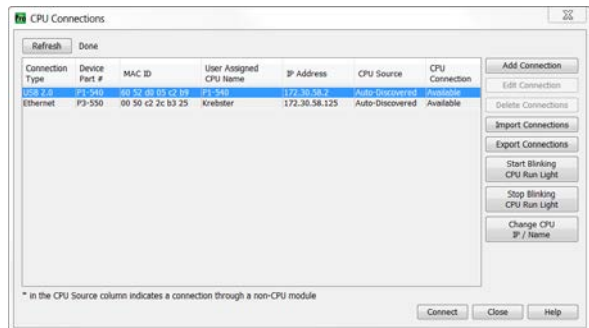 Pro CPU Connections
Refresh Done
Connection Type Device Part # MAC ID User Assigned CPU Name IP Address CPU Source CPU Connection
USB 2.0 P1-540 60 52 d0 05 c2 b9 P1-540 172.30.58.2 Auto-Discovered Available
Ethernet P3-550 00 50 c2 2c b3 25 Krebster 172.30.58.125 Auto-Discovered Available
* in the CPU Source column indicates a connection through a non-CPU module
Add Connection
Edit Connection
Delete Connections
Import Connections
Export Connections
Start Blinking
CPU Run Light
Stop Blinking
CPU Run Light
Change CPU
IP / Name
Connect Close Help